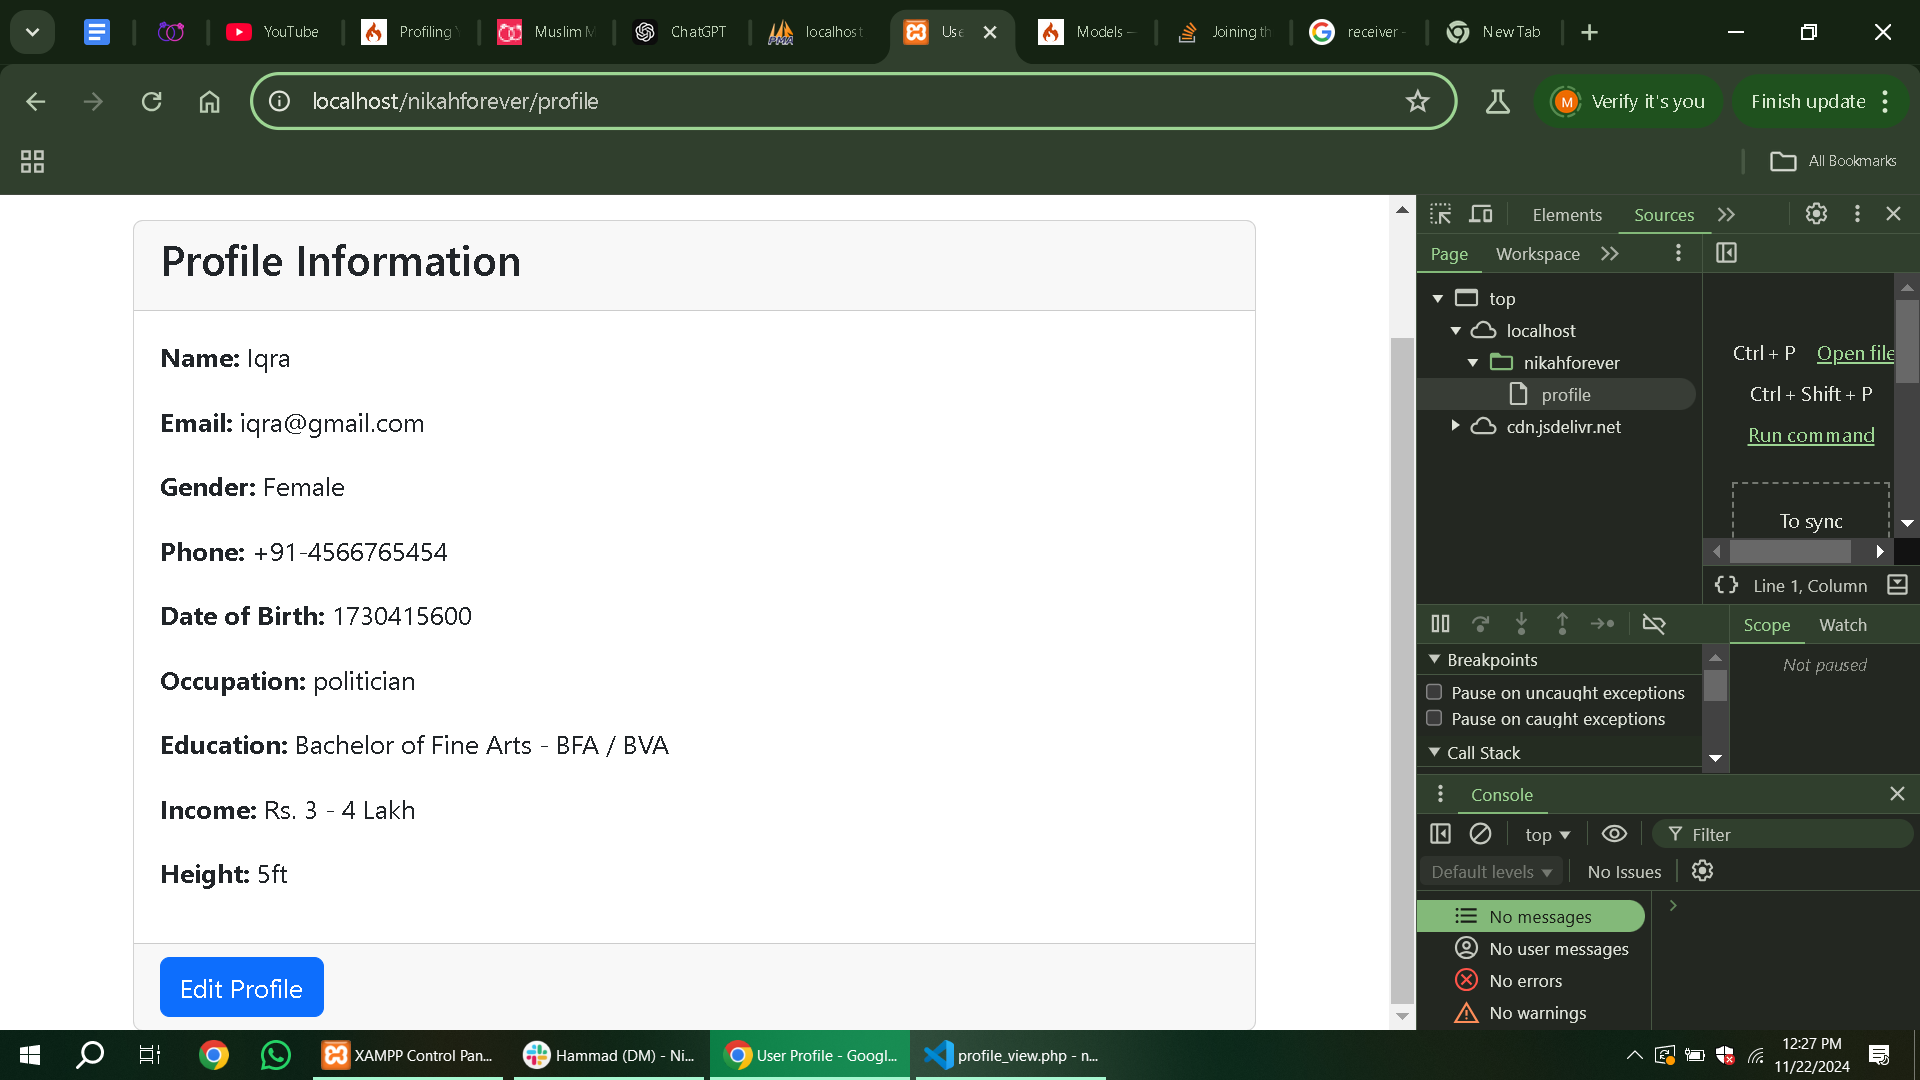 YouTube
Profiling Y
Muslim M
ChatGPT
localhost
Use
Models —
Joining th
receiver -
New Tab
localhost/nikahforever/profile
M
Verify it's you
Finish update
All Bookmarks
Profile Information
Name: Iqra
Email: iqra@gmail.com
Gender: Female
Phone: +91-4566765454
Date of Birth: 1730415600
Occupation: politician
Education: Bachelor of Fine Arts - BFA / BVA
Income: Rs. 3 - 4 Lakh
Height: 5ft
Edit Profile
Elements
Sources
Page
Workspace
top
localhost
nikahforever
profile
cdn.jsdelivr.net
Ctrl + P Open file
Ctrl + Shift + P
Run command
To sync
Line 1, Column
Scope
Watch
Breakpoints
Not paused
Pause on uncaught exceptions
Pause on caught exceptions
Call Stack
Console
top
Filter
Default levels
No Issues
No messages
No user messages
No errors
No warnings
XAMPP Control Pan...
Hammad (DM) - Ni...
User Profile - Googl...
profile_view.php - n...
12:27 PM
11/22/2024